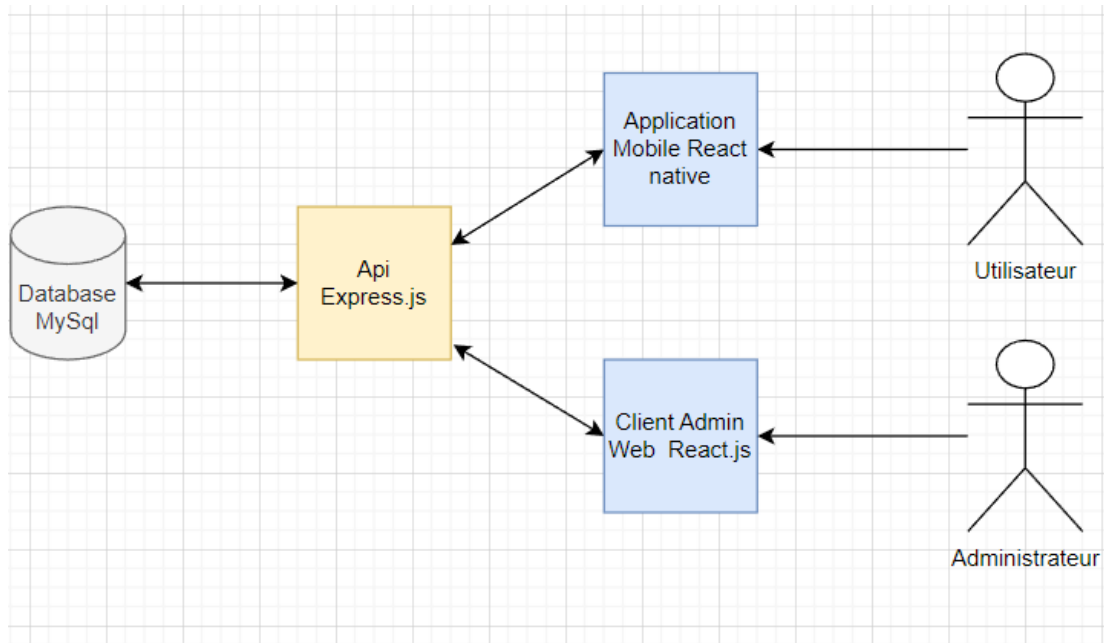 Application
Mobile React
native
Utilisateur
Api
Express.js
Database
MySql
Client Admin
Web React.js
Administrateur